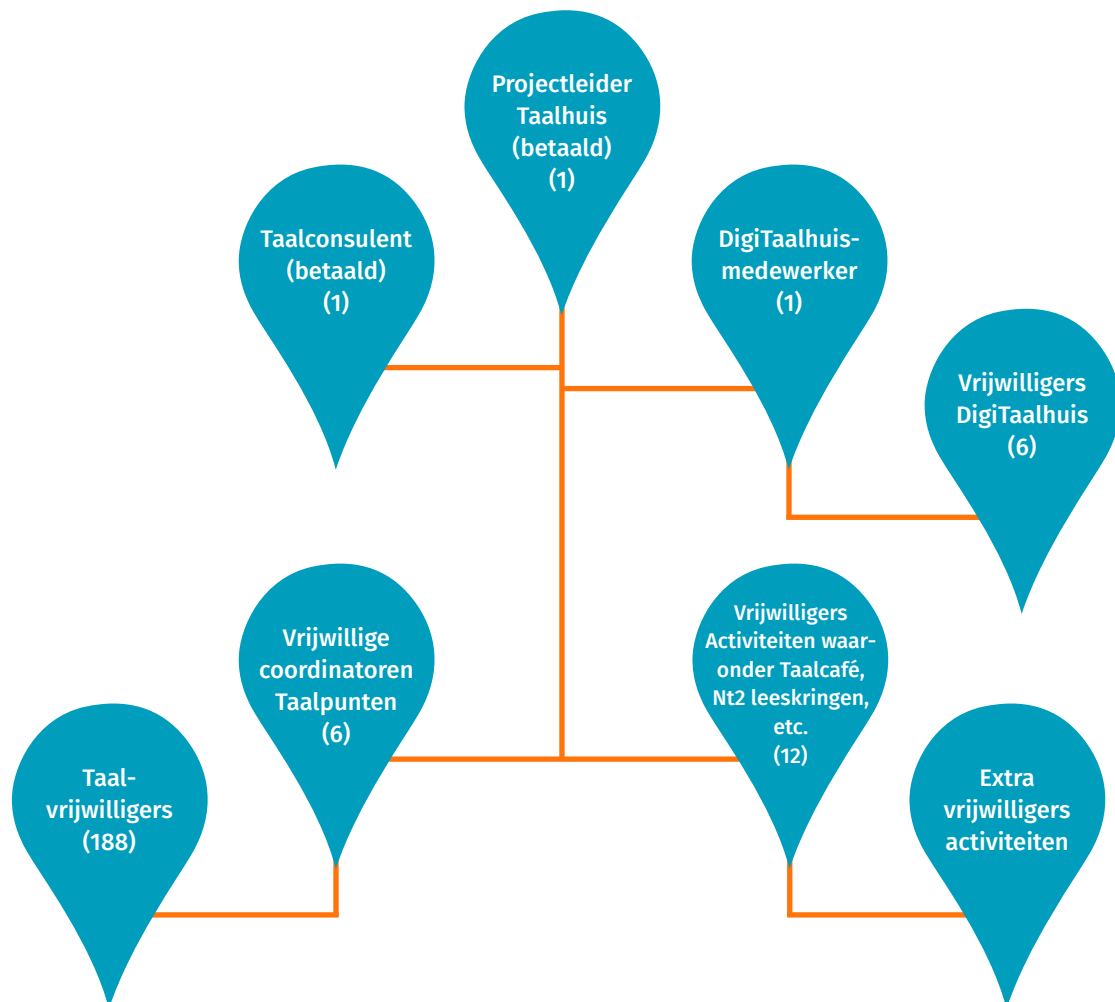 Projectleider
Taalhuis
(betaald)
(1)
Taalconsulent
(betaald)
(1)
DigiTaalhuis-
medewerker
(1)
Vrijwilligers
DigiTaalhuis
(6)
Vrijwillige
coordinatoren
Taalpunten
(6)
Vrijwilligers
Activiteiten waar-
onder Taalcafé,
Nt2 leeskringen,
etc.
(12)
Taal-
vrijwilligers
(188)
Extra
vrijwilligers
activiteiten